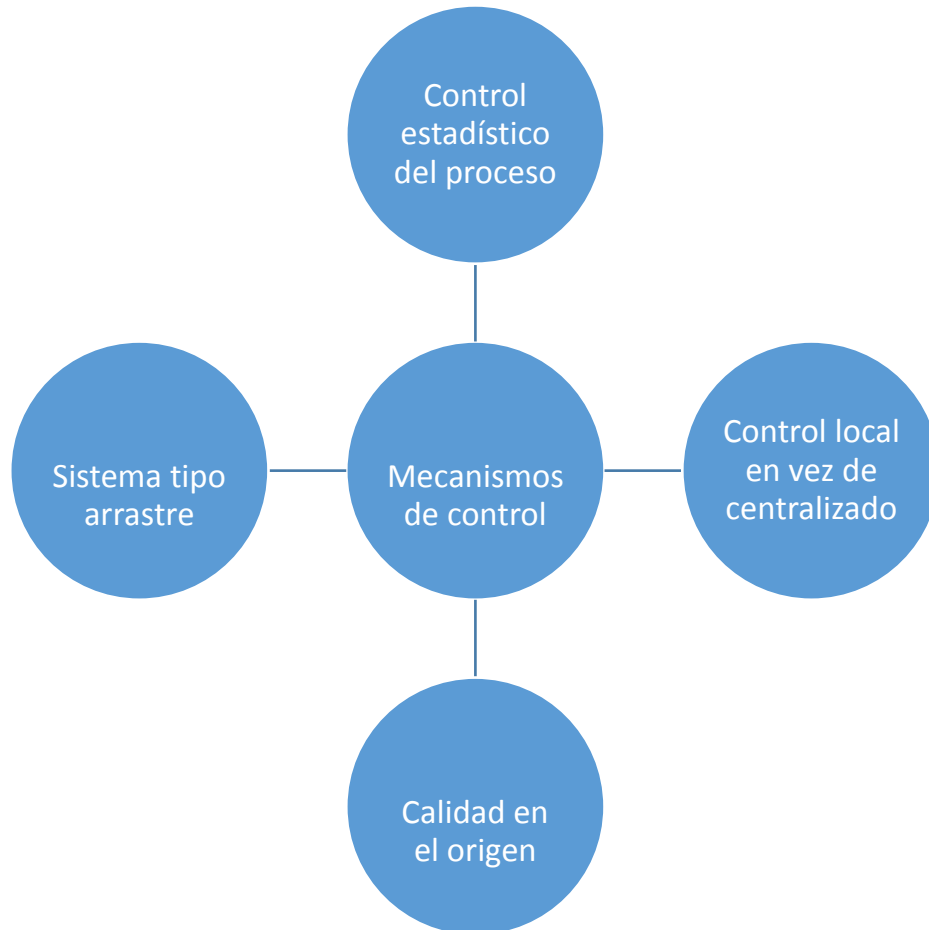 Control
estadístico
del proceso
Sistema tipo
arrastre
Mecanismos
de control
Control local
en vez de
centralizado
Calidad en
el origen